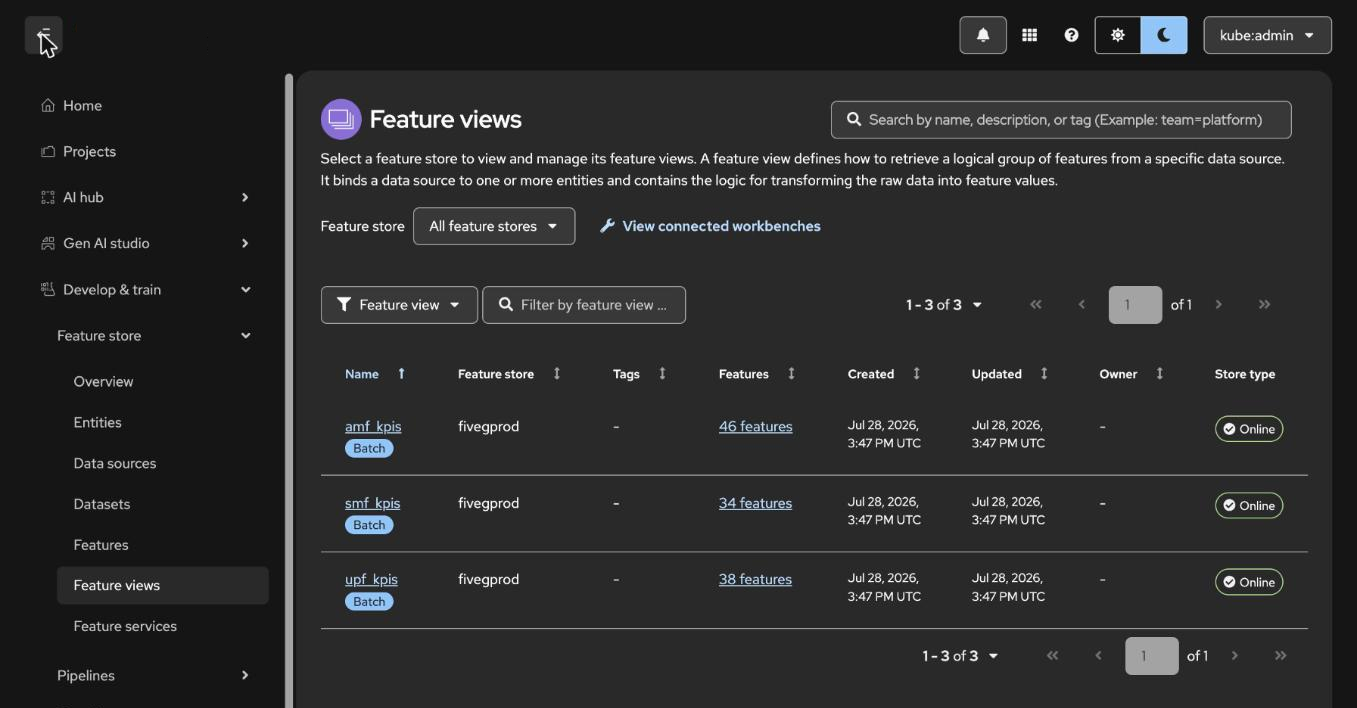 kube:admin
Home
Projects
AI hub
Gen AI studio
Develop & train
Feature store
Overview
Entities
Data sources
Datasets
Features
Feature views
Feature services
Pipelines
Feature views
Search by name, description, or tag (Example: team=platform)
Select a feature store to view and manage its feature views. A feature view defines how to retrieve a logical group of features from a specific data source.
It binds a data source to one or more entities and contains the logic for transforming the raw data into feature values.
Feature store All feature stores View connected workbenches
Feature view Filter by feature view ... 1 - 3 of 3 1 of 1
Name Feature store Tags Features Created Updated Owner Store type
amf_kpis fivegprod - 46 features Jul 28, 2026, Jul 28, 2026, - Online
Batch 3:47 PM UTC 3:47 PM UTC
smf_kpis fivegprod - 34 features Jul 28, 2026, Jul 28, 2026, - Online
Batch 3:47 PM UTC 3:47 PM UTC
upf_kpis fivegprod - 38 features Jul 28, 2026, Jul 28, 2026, - Online
Batch 3:47 PM UTC 3:47 PM UTC
1 - 3 of 3 1 of 1